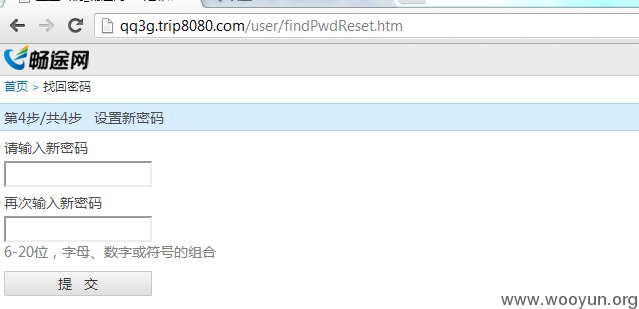 qq3g.trip8080.com/user/findPwdReset.htm
畅途网
首页 > 找回密码
第4步/共4步 设置新密码
请输入新密码
再次输入新密码
6-20位，字母、数字或符号的组合
提 交
www.wooyun.org